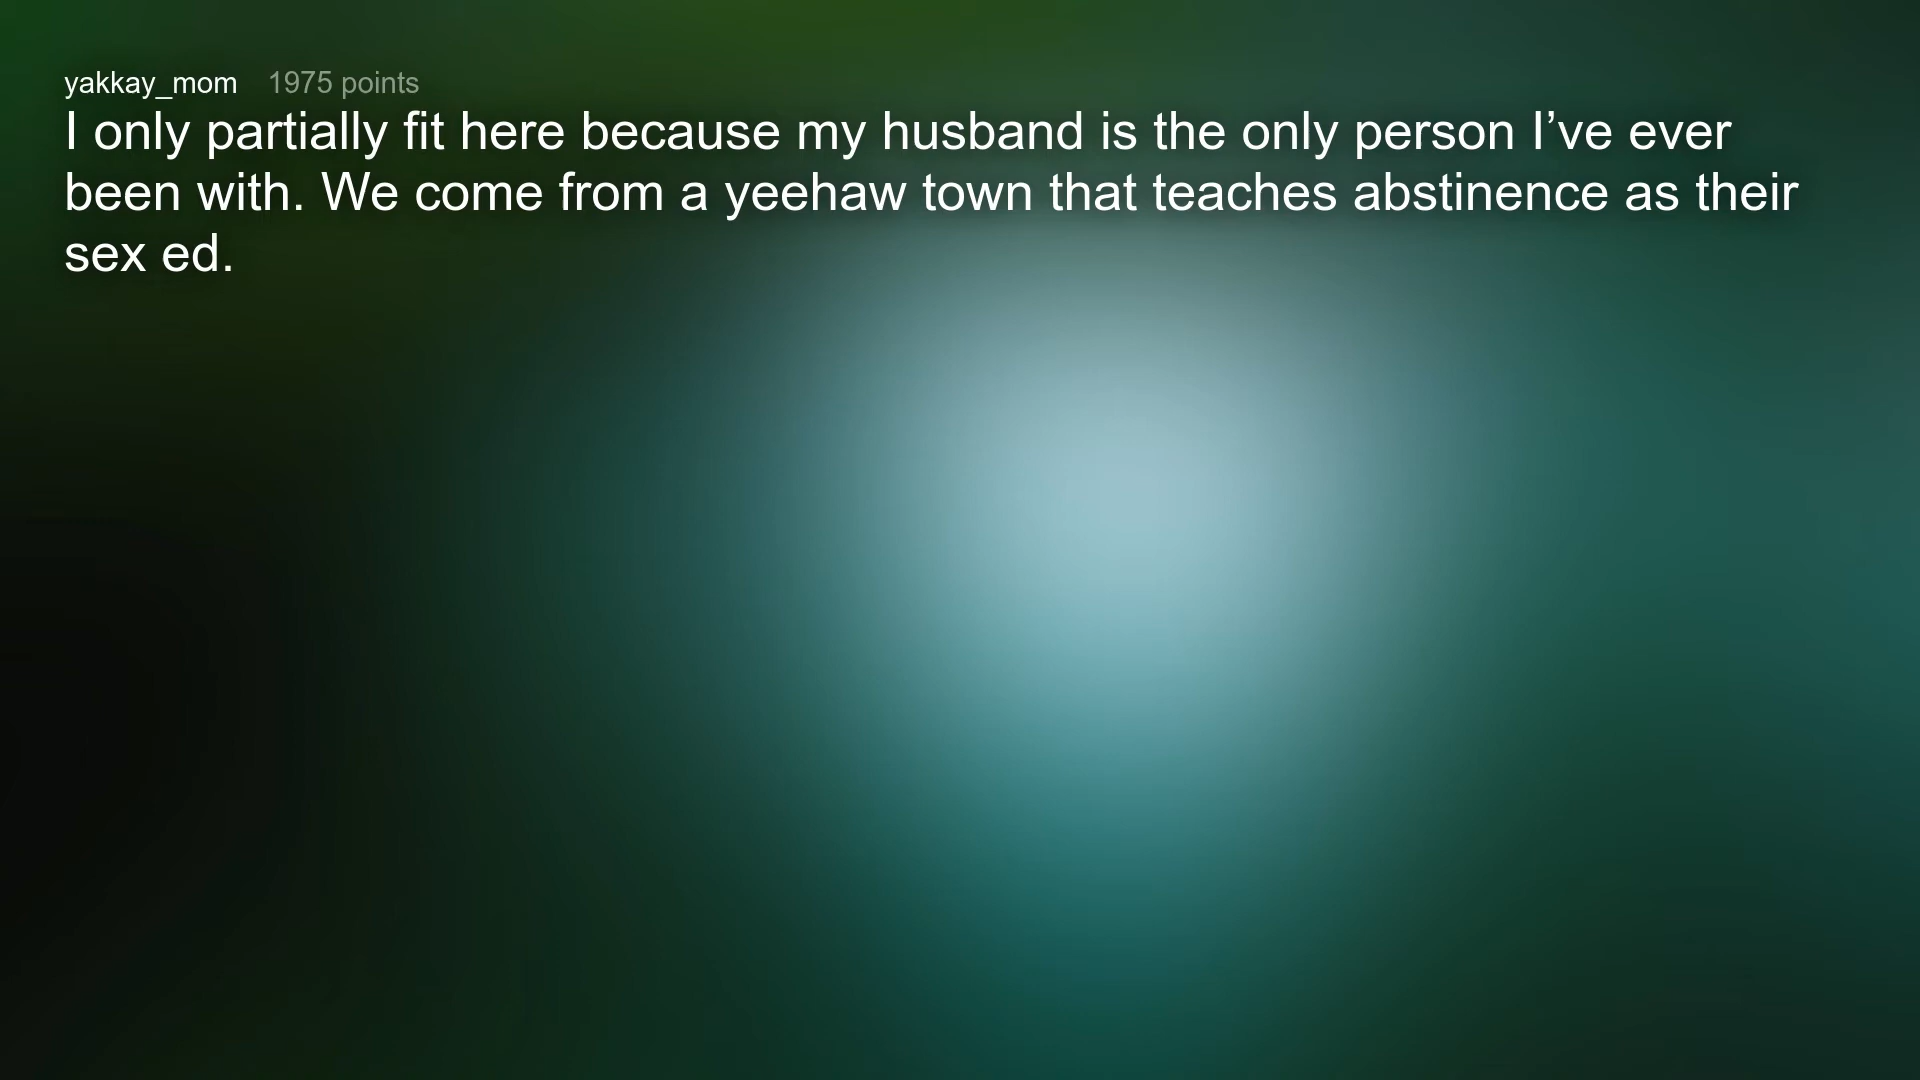 yakkay_mom 1975 points
I only partially fit here because my husband is the only person I’ve ever
been with. We come from a yeehaw town that teaches abstinence as their
sex ed.